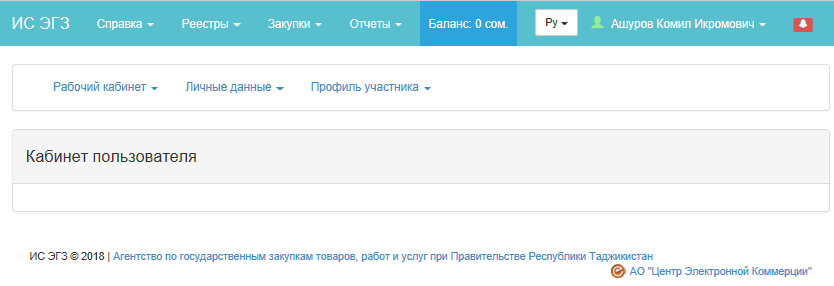 ИС ЭГЗ Справка Реестры Закупки Отчеты Баланс: 0 сом. Ру Ашуров Комил Икромович
Рабочий кабинет Личные данные Профиль участника
Кабинет пользователя
ИС ЭГЗ © 2018 | Агентство по государственным закупкам товаров, работ и услуг при Правительстве Республики Таджикистан
АО "Центр Электронной Коммерции"